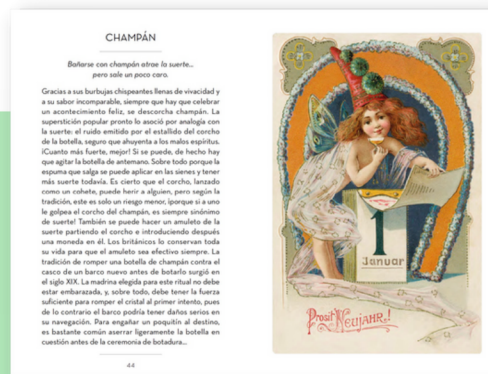 CHAMPÁN
Bañarse con champán atrae la suerte...
pero sale un poco caro.
Gracias a sus burbujas chispeantes llenas de vivacidad y
a su sabor incomparable, siempre que hay que celebrar
un acontecimiento feliz, se descorcha champán. La
superstición popular pronto lo asoció por analogía con
la suerte: el ruido emitido por el estallido del corcho
de la botella, seguro que ahuyenta a los malos espíritus.
¡Cuanto más fuerte, mejor! Si se puede, de hecho hay
que agitar la botella de antemano. Sobre todo porque la
espuma que salga se puede aplicar en las sienes y tener
más suerte todavía. Es cierto que el corcho, lanzado
como un cohete, puede herir a alguien, pero según la
tradición, este es solo un riesgo menor, ¡porque si a uno
le golpea el corcho del champán, es siempre sinónimo
de suerte! También se puede hacer un amuleto de la
suerte partiendo el corcho e introduciendo después
una moneda en él. Los británicos lo conservan toda
su vida para que el amuleto sea efectivo siempre. La
tradición de romper una botella de champán contra el
casco de un barco nuevo antes de botarlo surgió en
el siglo XIX. La madrina elegida para este ritual no debe
estar embarazada, y, sobre todo, debe tener la fuerza
suficiente para romper el cristal al primer intento, pues
de lo contrario el barco podría tener daños serios en
su navegación. Para engañar un poquitín al destino,
es bastante común aserrar ligeramente la botella en
cuestión antes de la ceremonia de botadura...
44
1
Januar
Prosit Neujahr!